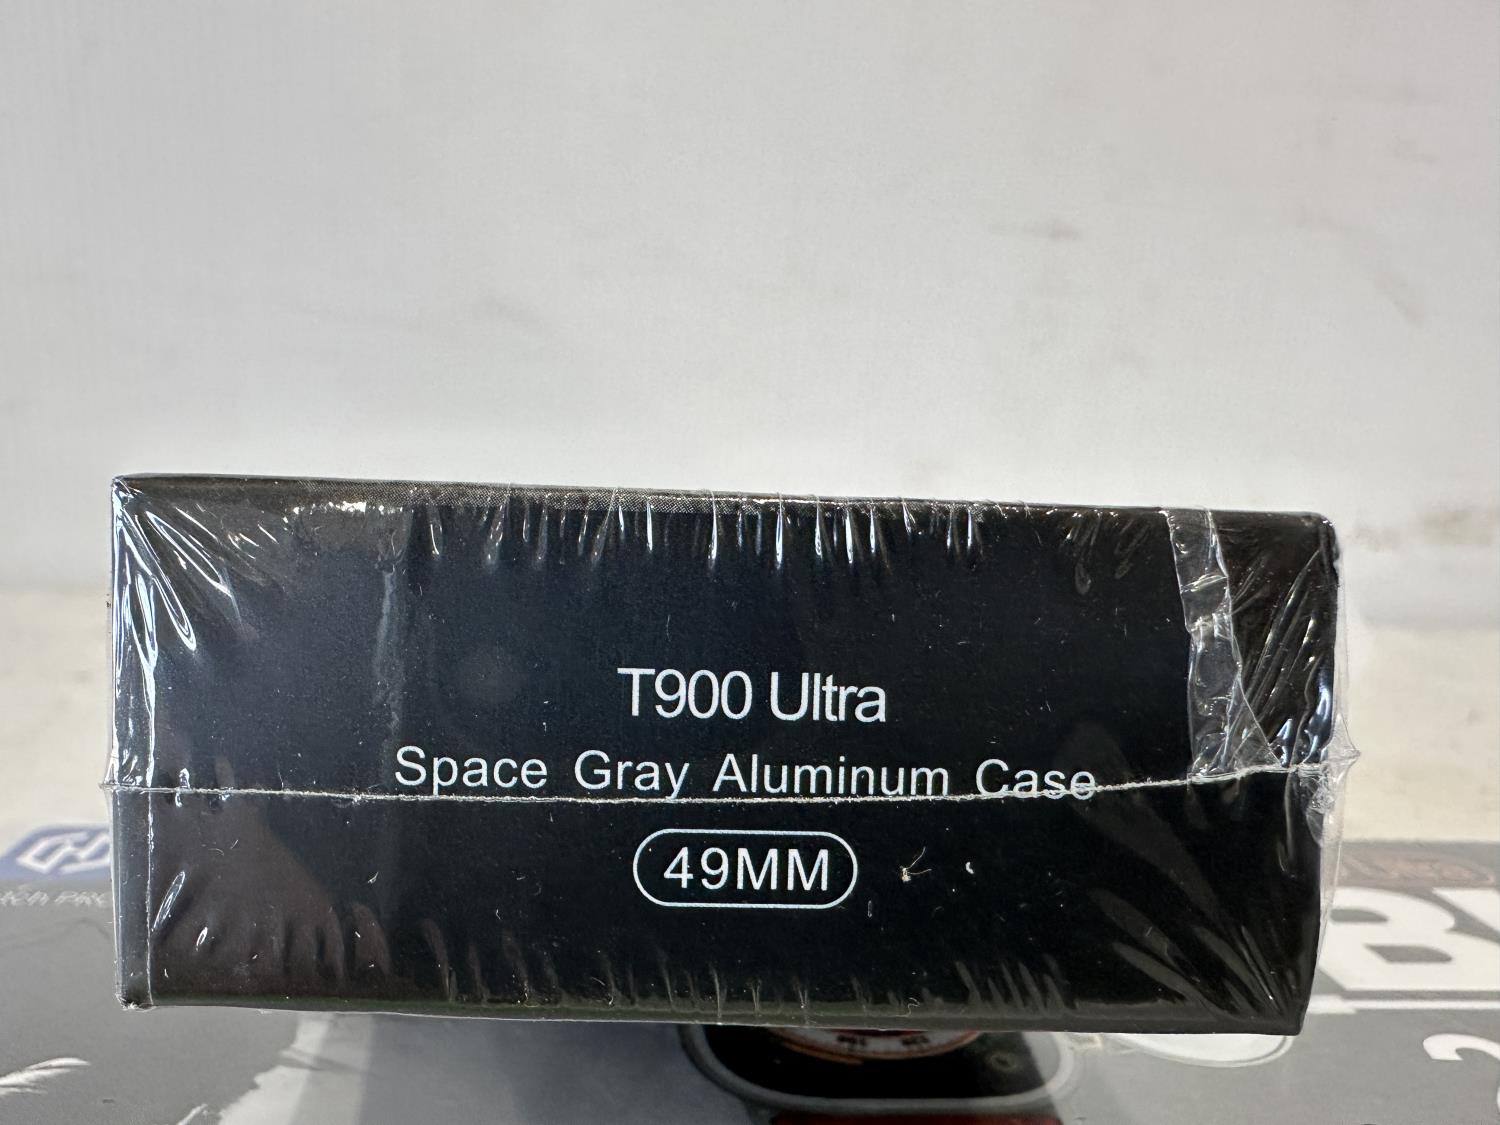 T900 Ultra
Space Gray Aluminum Case
49MM